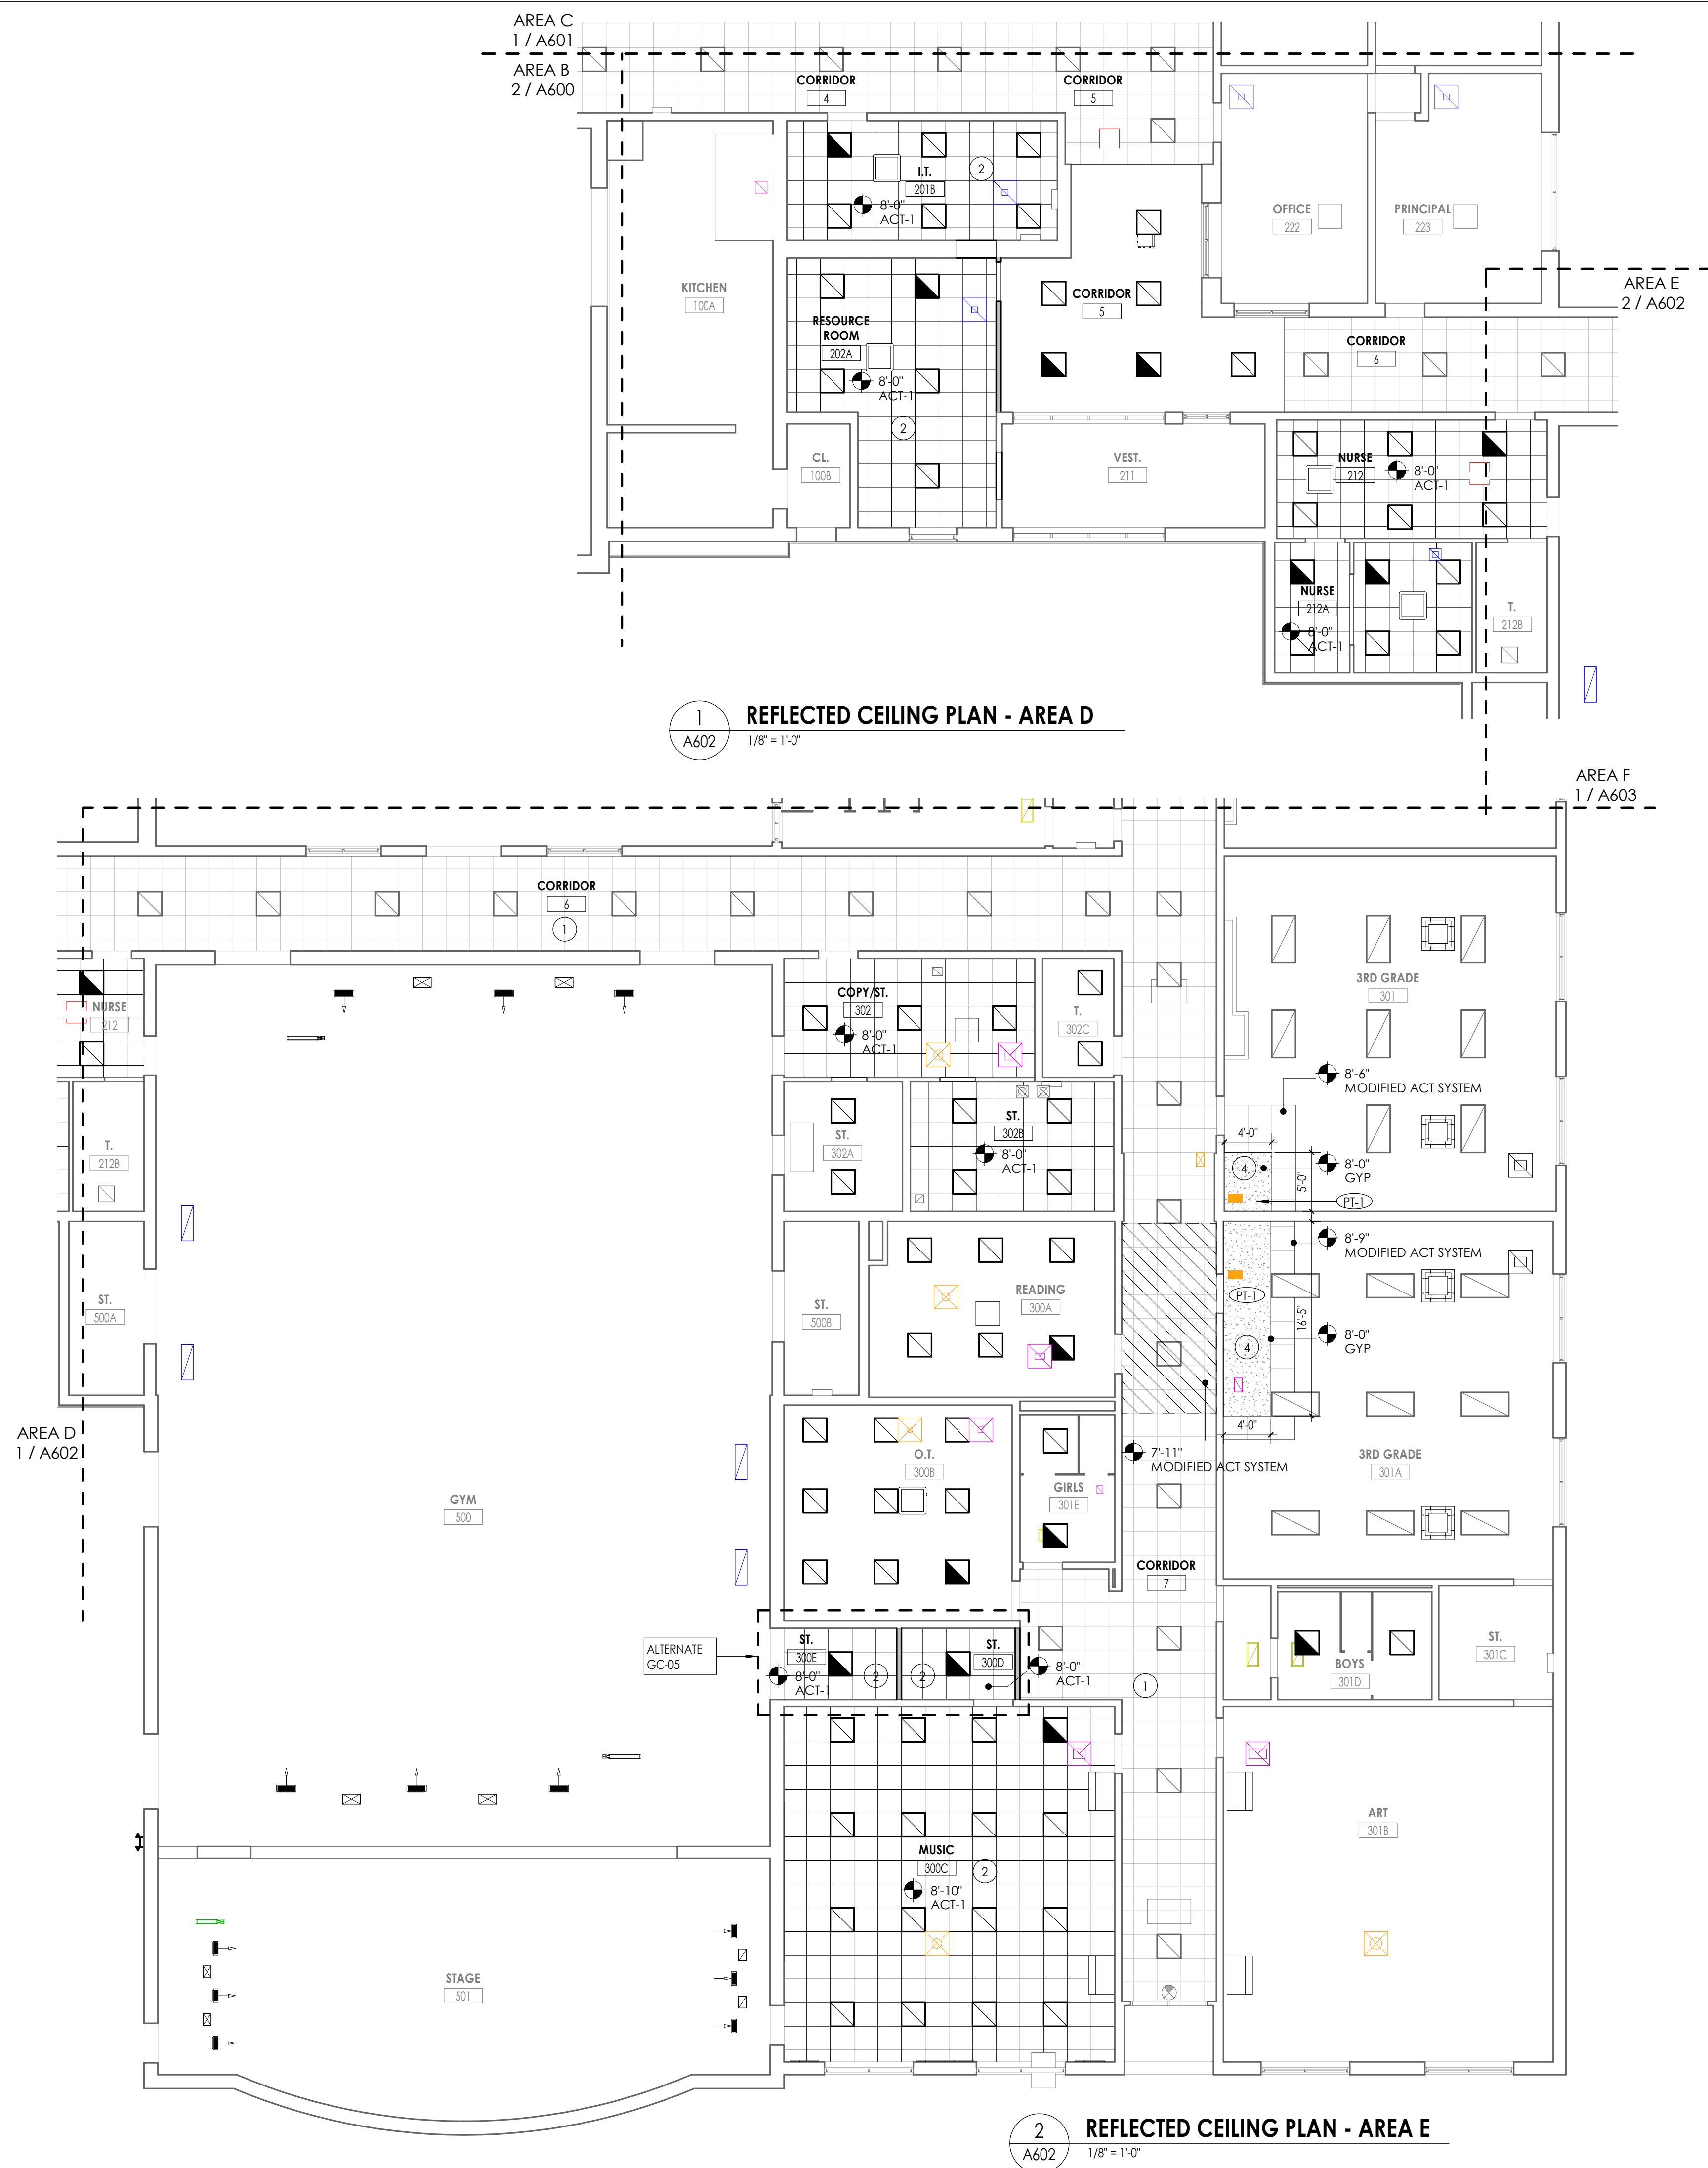 AREA C
1 / A601
AREA B
2 / A600
CORRIDOR
4
CORRIDOR
5
I.T.
201B
2
8'-0"
ACT-1
OFFICE
222
PRINCIPAL
223
KITCHEN
100A
AREA E
2 / A602
CORRIDOR
5
RESOURCE
ROOM
202A
8'-0"
ACT-1
2
CORRIDOR
6
CL.
100B
VEST.
211
NURSE
212
8'-0"
ACT-1
NURSE
212A
8'-0"
ACT-1
T.
212B
1
A602
REFLECTED CEILING PLAN - AREA D
1/8" = 1'-0"
AREA F
1 / A603
CORRIDOR
6
1
NURSE
212
COPY/ST.
302
8'-0"
ACT-1
T.
302C
3RD GRADE
301
8'-6"
MODIFIED ACT SYSTEM
4'-0"
4
8'-0"
GYP
5'-0"
PT-1
T.
212B
ST.
302A
ST.
302B
8'-0"
ACT-1
8'-9"
MODIFIED ACT SYSTEM
PT-1
16'-5"
8'-0"
GYP
4
4'-0"
ST.
500A
ST.
500B
READING
300A
AREA D
1 / A602
7'-11"
MODIFIED ACT SYSTEM
3RD GRADE
301A
O.T.
300B
GIRLS
301E
GYM
500
CORRIDOR
7
ALTERNATE
GC-05
ST.
300E
8'-0"
ACT-1
2
2
ST.
300D
8'-0"
ACT-1
1
BOYS
301D
ST.
301C
MUSIC
300C
2
8'-10"
ACT-1
ART
301B
STAGE
501
2
A602
REFLECTED CEILING PLAN - AREA E
1/8" = 1'-0"